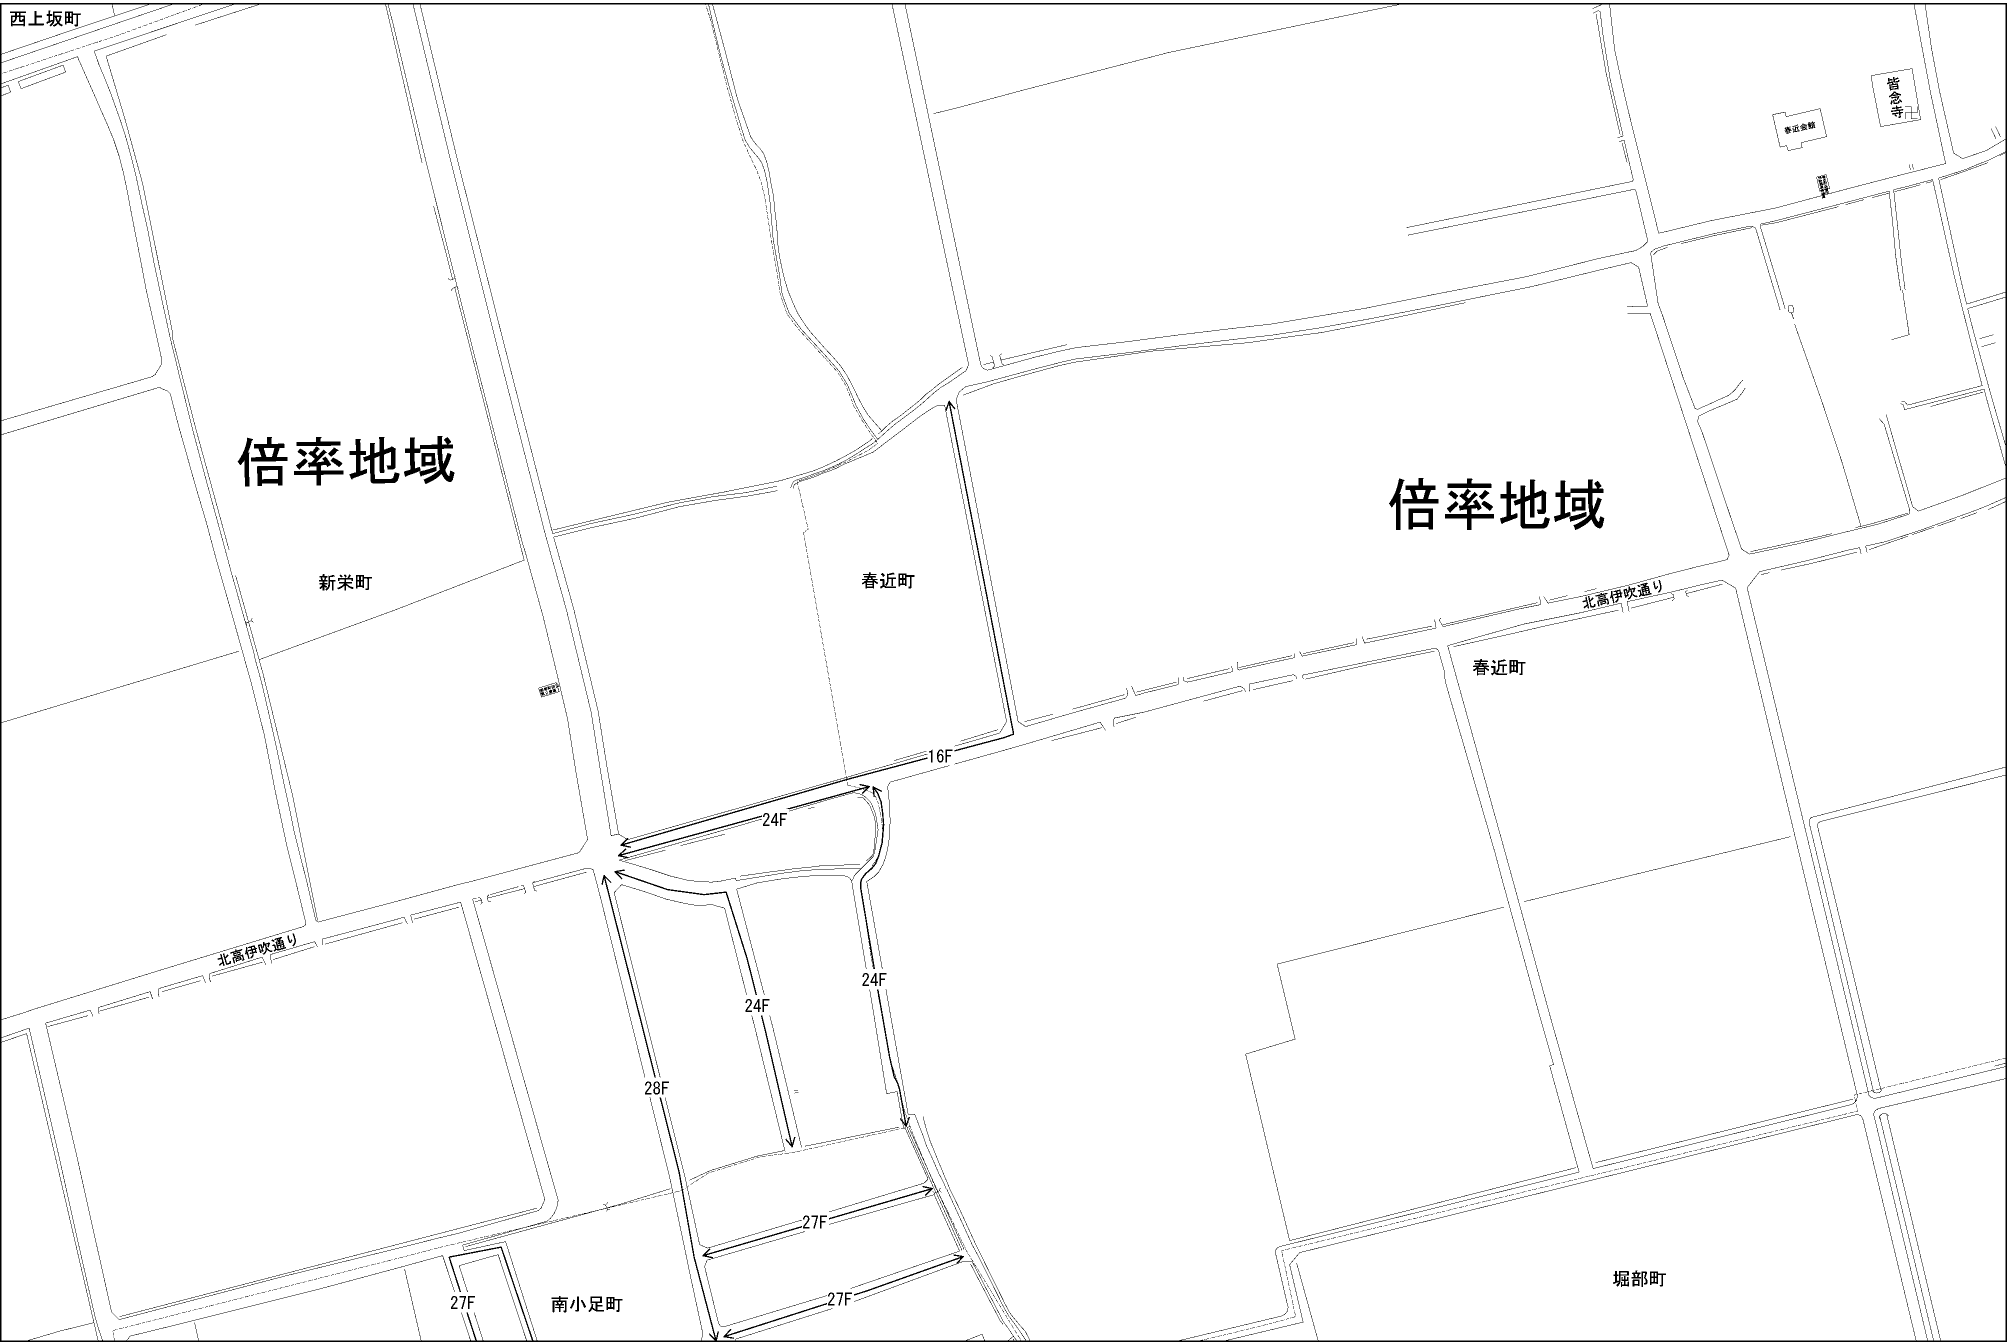 西上坂町
皆念寺
春近会館
倍率地域
倍率地域
新栄町
春近町
北高伊吹通り
春近町
16F
24F
北高伊吹通り
24F
24F
28F
27F
27F
27F
南小足町
堀部町